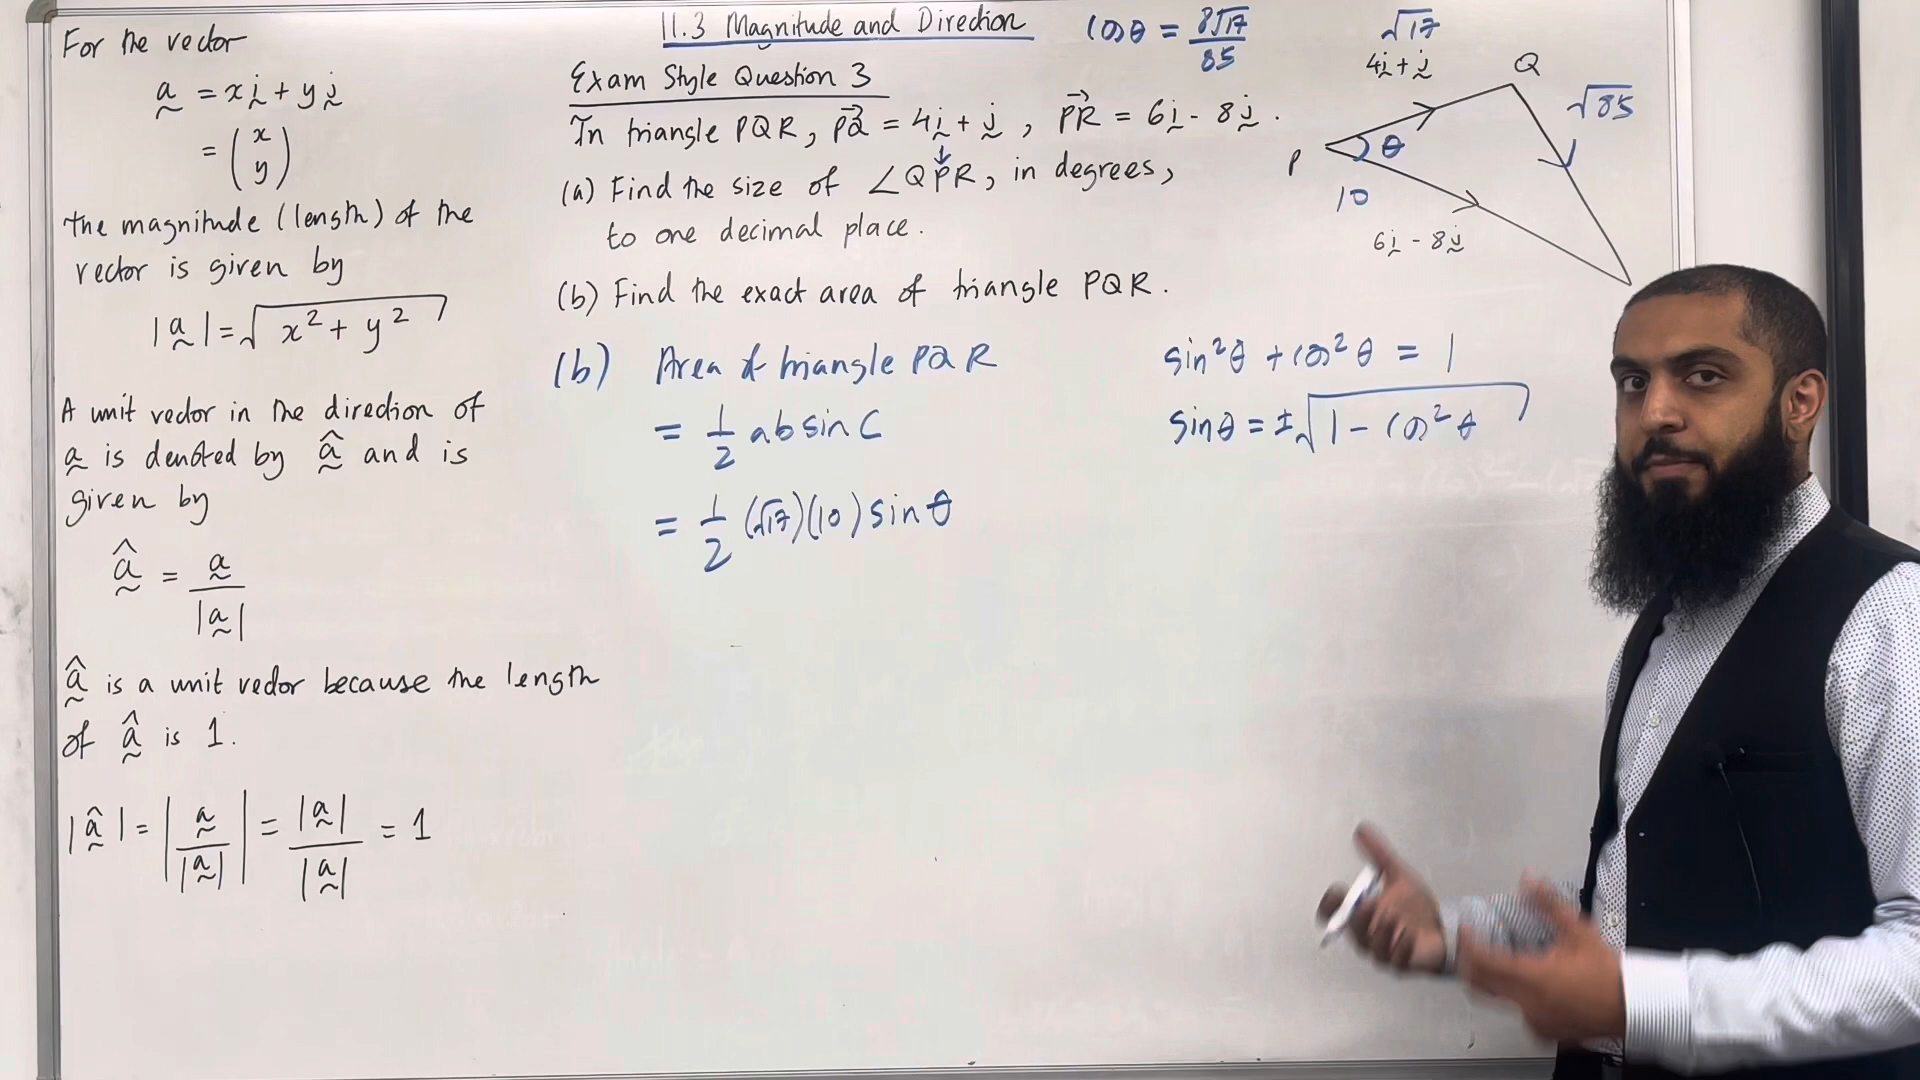 11.3 Magnitude and Direction
For the vector
a = xi + yj
= (x
y)
the magnitude (length) of the
vector is given by
|a| = √x² + y²
A unit vector in the direction of
a is denoted by â and is
given by
â = a
|a|
â is a unit vector because the length
of â is 1.
|â| = |a/|a|| = |a|/|a| = 1
Exam Style Question 3
In triangle PQR, PQ⃗ = 4i + j, PR⃗ = 6i - 8j.
(a) Find the size of ∠QPR, in degrees,
to one decimal place.
(b) Find the exact area of triangle PQR.
(b) Area of triangle PQR
= 1/2 ab sin C
= 1/2 (√17)(10) sin θ
cos θ = 8√17/85
√17
4i + j
Q
√85
P
θ
10
6i - 8j
sin²θ + cos²θ = 1
sin θ = ±√1 - cos²θ